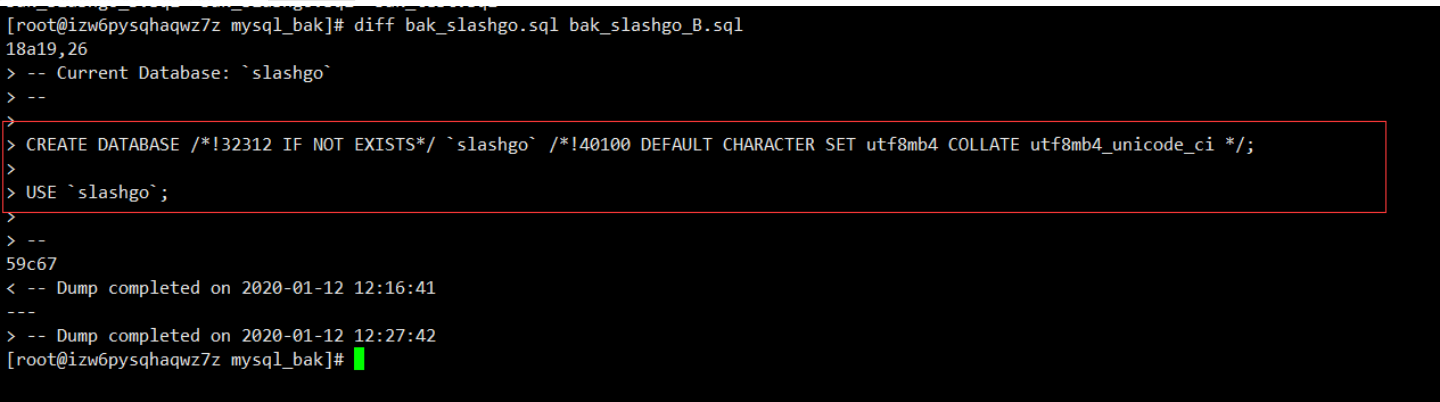 [root@izw6pysqhaqwz7z mysql_bak]# diff bak_slashgo.sql bak_slashgo_B.sql
18a19,26
> -- Current Database: `slashgo`
> --
>
> CREATE DATABASE /*!32312 IF NOT EXISTS*/ `slashgo` /*!40100 DEFAULT CHARACTER SET utf8mb4 COLLATE utf8mb4_unicode_ci */;
>
> USE `slashgo`;
>
> --
59c67
< -- Dump completed on 2020-01-12 12:16:41
---
> -- Dump completed on 2020-01-12 12:27:42
[root@izw6pysqhaqwz7z mysql_bak]#